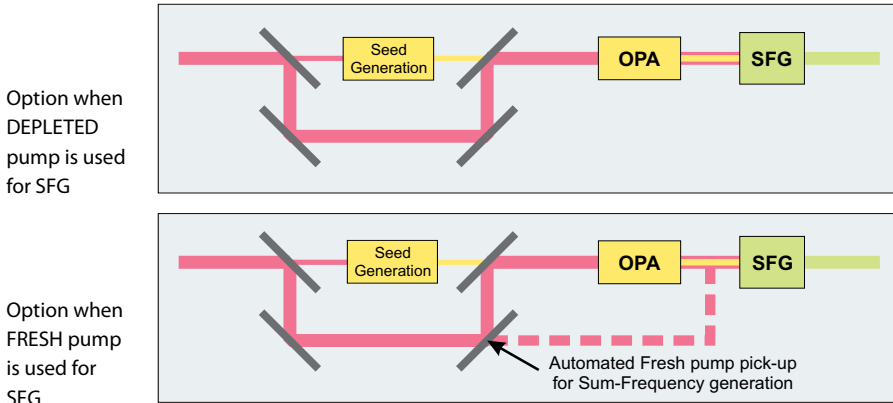 Option when
DEPLETED
pump is used
for SFG
Seed
Generation
OPA
SFG
Option when
FRESH pump
is used for
SFG
Seed
Generation
OPA
SFG
Automated Fresh pump pick-up
for Sum-Frequency generation